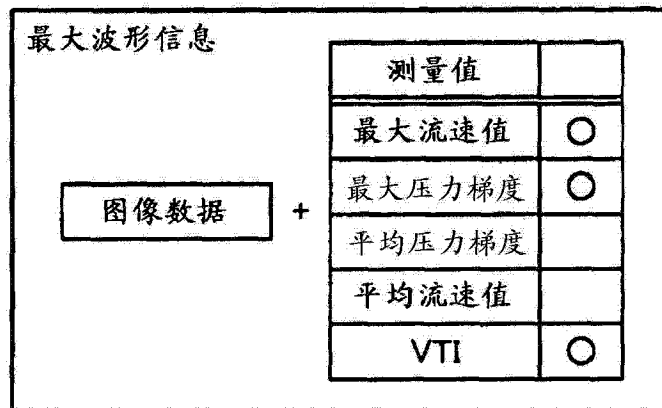 最大波形信息
测量值
最大流速值 ○
图像数据 + 最大压力梯度 ○
平均压力梯度
平均流速值
VTI ○